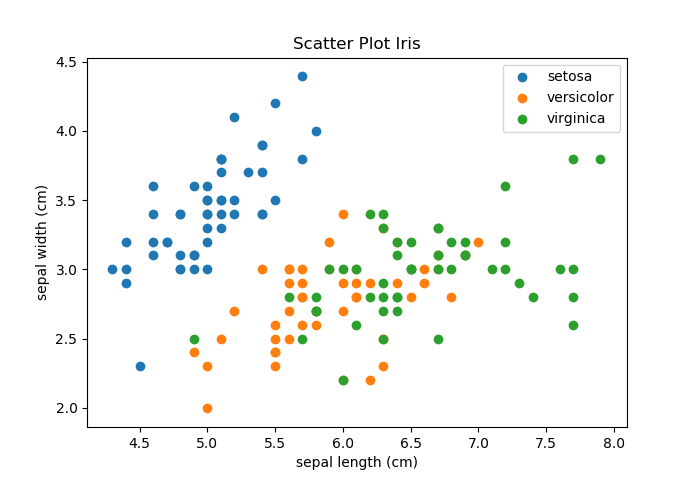 Scatter Plot Iris
setosa
versicolor
virginica
4.5
4.0
3.5
3.0
2.5
2.0
sepal width (cm)
4.5 5.0 5.5 6.0 6.5 7.0 7.5 8.0
sepal length (cm)